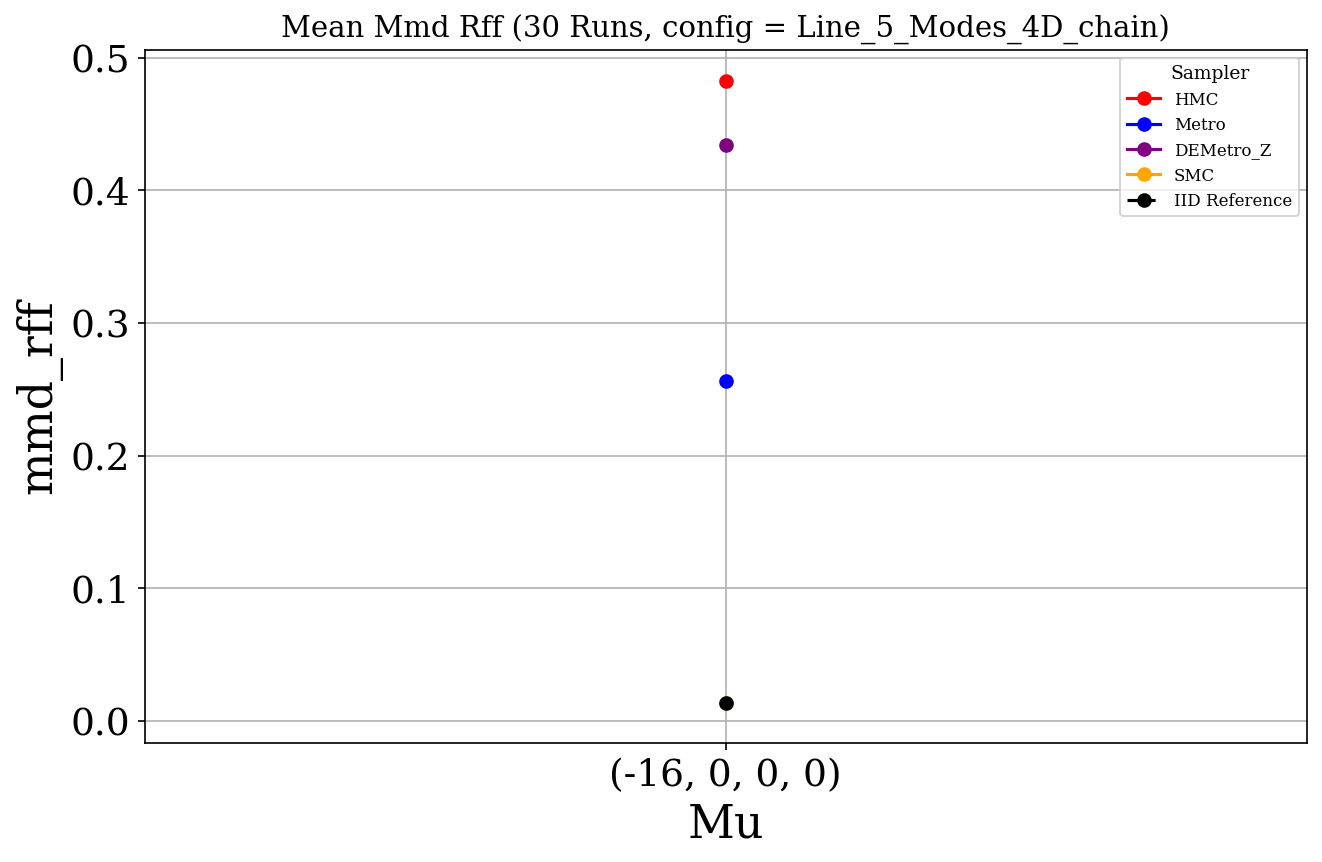 Mean Mmd Rff (30 Runs, config = Line_5_Modes_4D_chain)
mmd_rff
0.5
0.4
0.3
0.2
0.1
0.0
Sampler
HMC
Metro
DEMetro_Z
SMC
IID Reference
(-16, 0, 0, 0)
Mu